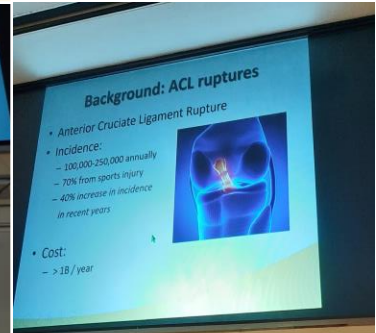 Background: ACL ruptures
• Anterior Cruciate Ligament Rupture
• Incidence:
– 100,000-250,000 annually
– 70% from sports injury
– 40% increase in incidence
in recent years
• Cost:
– > 1B / year